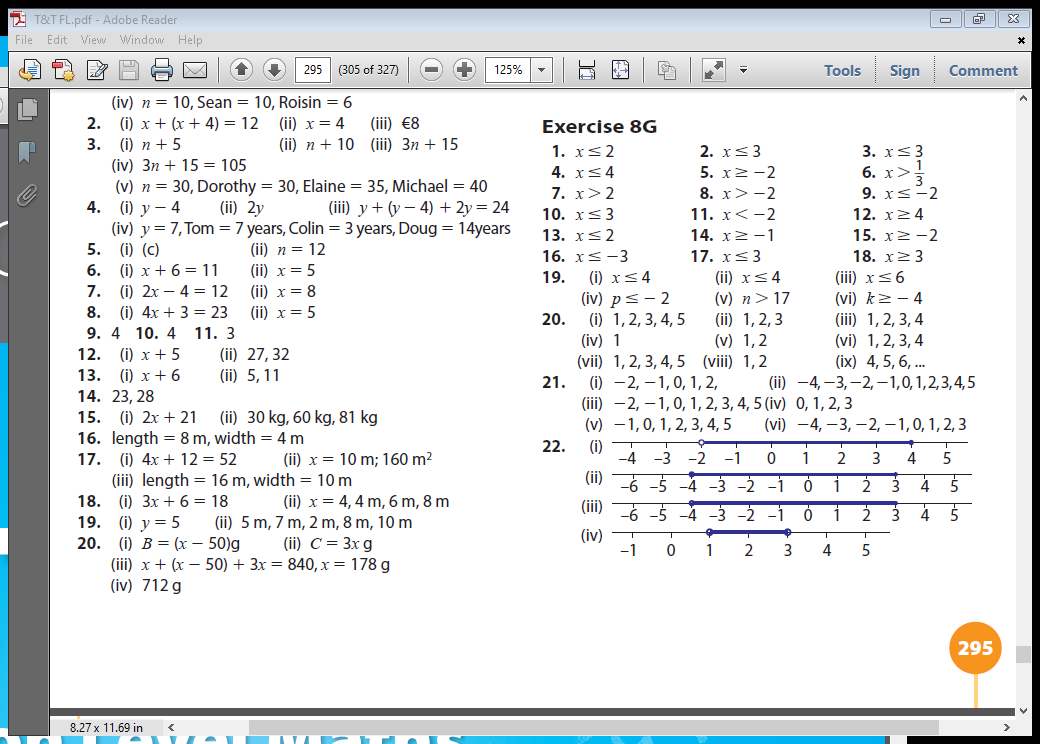 T&T FL.pdf - Adobe Reader
File Edit View Window Help
295 (305 of 327) 125% Tools Sign Comment
(iv) n = 10, Sean = 10, Roisin = 6
2. (i) x + (x + 4) = 12 (ii) x = 4 (iii) €8
3. (i) n + 5 (ii) n + 10 (iii) 3n + 15
(iv) 3n + 15 = 105
(v) n = 30, Dorothy = 30, Elaine = 35, Michael = 40
4. (i) y − 4 (ii) 2y (iii) y + (y − 4) + 2y = 24
(iv) y = 7, Tom = 7 years, Colin = 3 years, Doug = 14years
5. (i) (c) (ii) n = 12
6. (i) x + 6 = 11 (ii) x = 5
7. (i) 2x − 4 = 12 (ii) x = 8
8. (i) 4x + 3 = 23 (ii) x = 5
9. 4 10. 4 11. 3
12. (i) x + 5 (ii) 27, 32
13. (i) x + 6 (ii) 5, 11
14. 23, 28
15. (i) 2x + 21 (ii) 30 kg, 60 kg, 81 kg
16. length = 8 m, width = 4 m
17. (i) 4x + 12 = 52 (ii) x = 10 m; 160 m²
(iii) length = 16 m, width = 10 m
18. (i) 3x + 6 = 18 (ii) x = 4, 4 m, 6 m, 8 m
19. (i) y = 5 (ii) 5 m, 7 m, 2 m, 8 m, 10 m
20. (i) B = (x − 50)g (ii) C = 3x g
(iii) x + (x − 50) + 3x = 840, x = 178 g
(iv) 712 g
Exercise 8G
1. x ≤ 2 2. x ≤ 3 3. x ≤ 3
4. x ≤ 4 5. x ≥ −2 6. x > 1/3
7. x > 2 8. x > −2 9. x ≤ −2
10. x ≤ 3 11. x < −2 12. x ≥ 4
13. x ≤ 2 14. x ≥ −1 15. x ≥ −2
16. x ≤ −3 17. x ≤ 3 18. x ≥ 3
19. (i) x ≤ 4 (ii) x ≤ 4 (iii) x ≤ 6
(iv) p ≤ − 2 (v) n > 17 (vi) k ≥ − 4
20. (i) 1, 2, 3, 4, 5 (ii) 1, 2, 3 (iii) 1, 2, 3, 4
(iv) 1 (v) 1, 2 (vi) 1, 2, 3, 4
(vii) 1, 2, 3, 4, 5 (viii) 1, 2 (ix) 4, 5, 6, ...
21. (i) −2, −1, 0, 1, 2, (ii) −4, −3, −2, −1, 0, 1, 2, 3, 4, 5
(iii) −2, −1, 0, 1, 2, 3, 4, 5 (iv) 0, 1, 2, 3
(v) −1, 0, 1, 2, 3, 4, 5 (vi) −4, −3, −2, −1, 0, 1, 2, 3
22. (i)
−4 −3 −2 −1 0 1 2 3 4 5
(ii)
−6 −5 −4 −3 −2 −1 0 1 2 3 4 5
(iii)
−6 −5 −4 −3 −2 −1 0 1 2 3 4 5
(iv)
−1 0 1 2 3 4 5
295
8.27 x 11.69 in